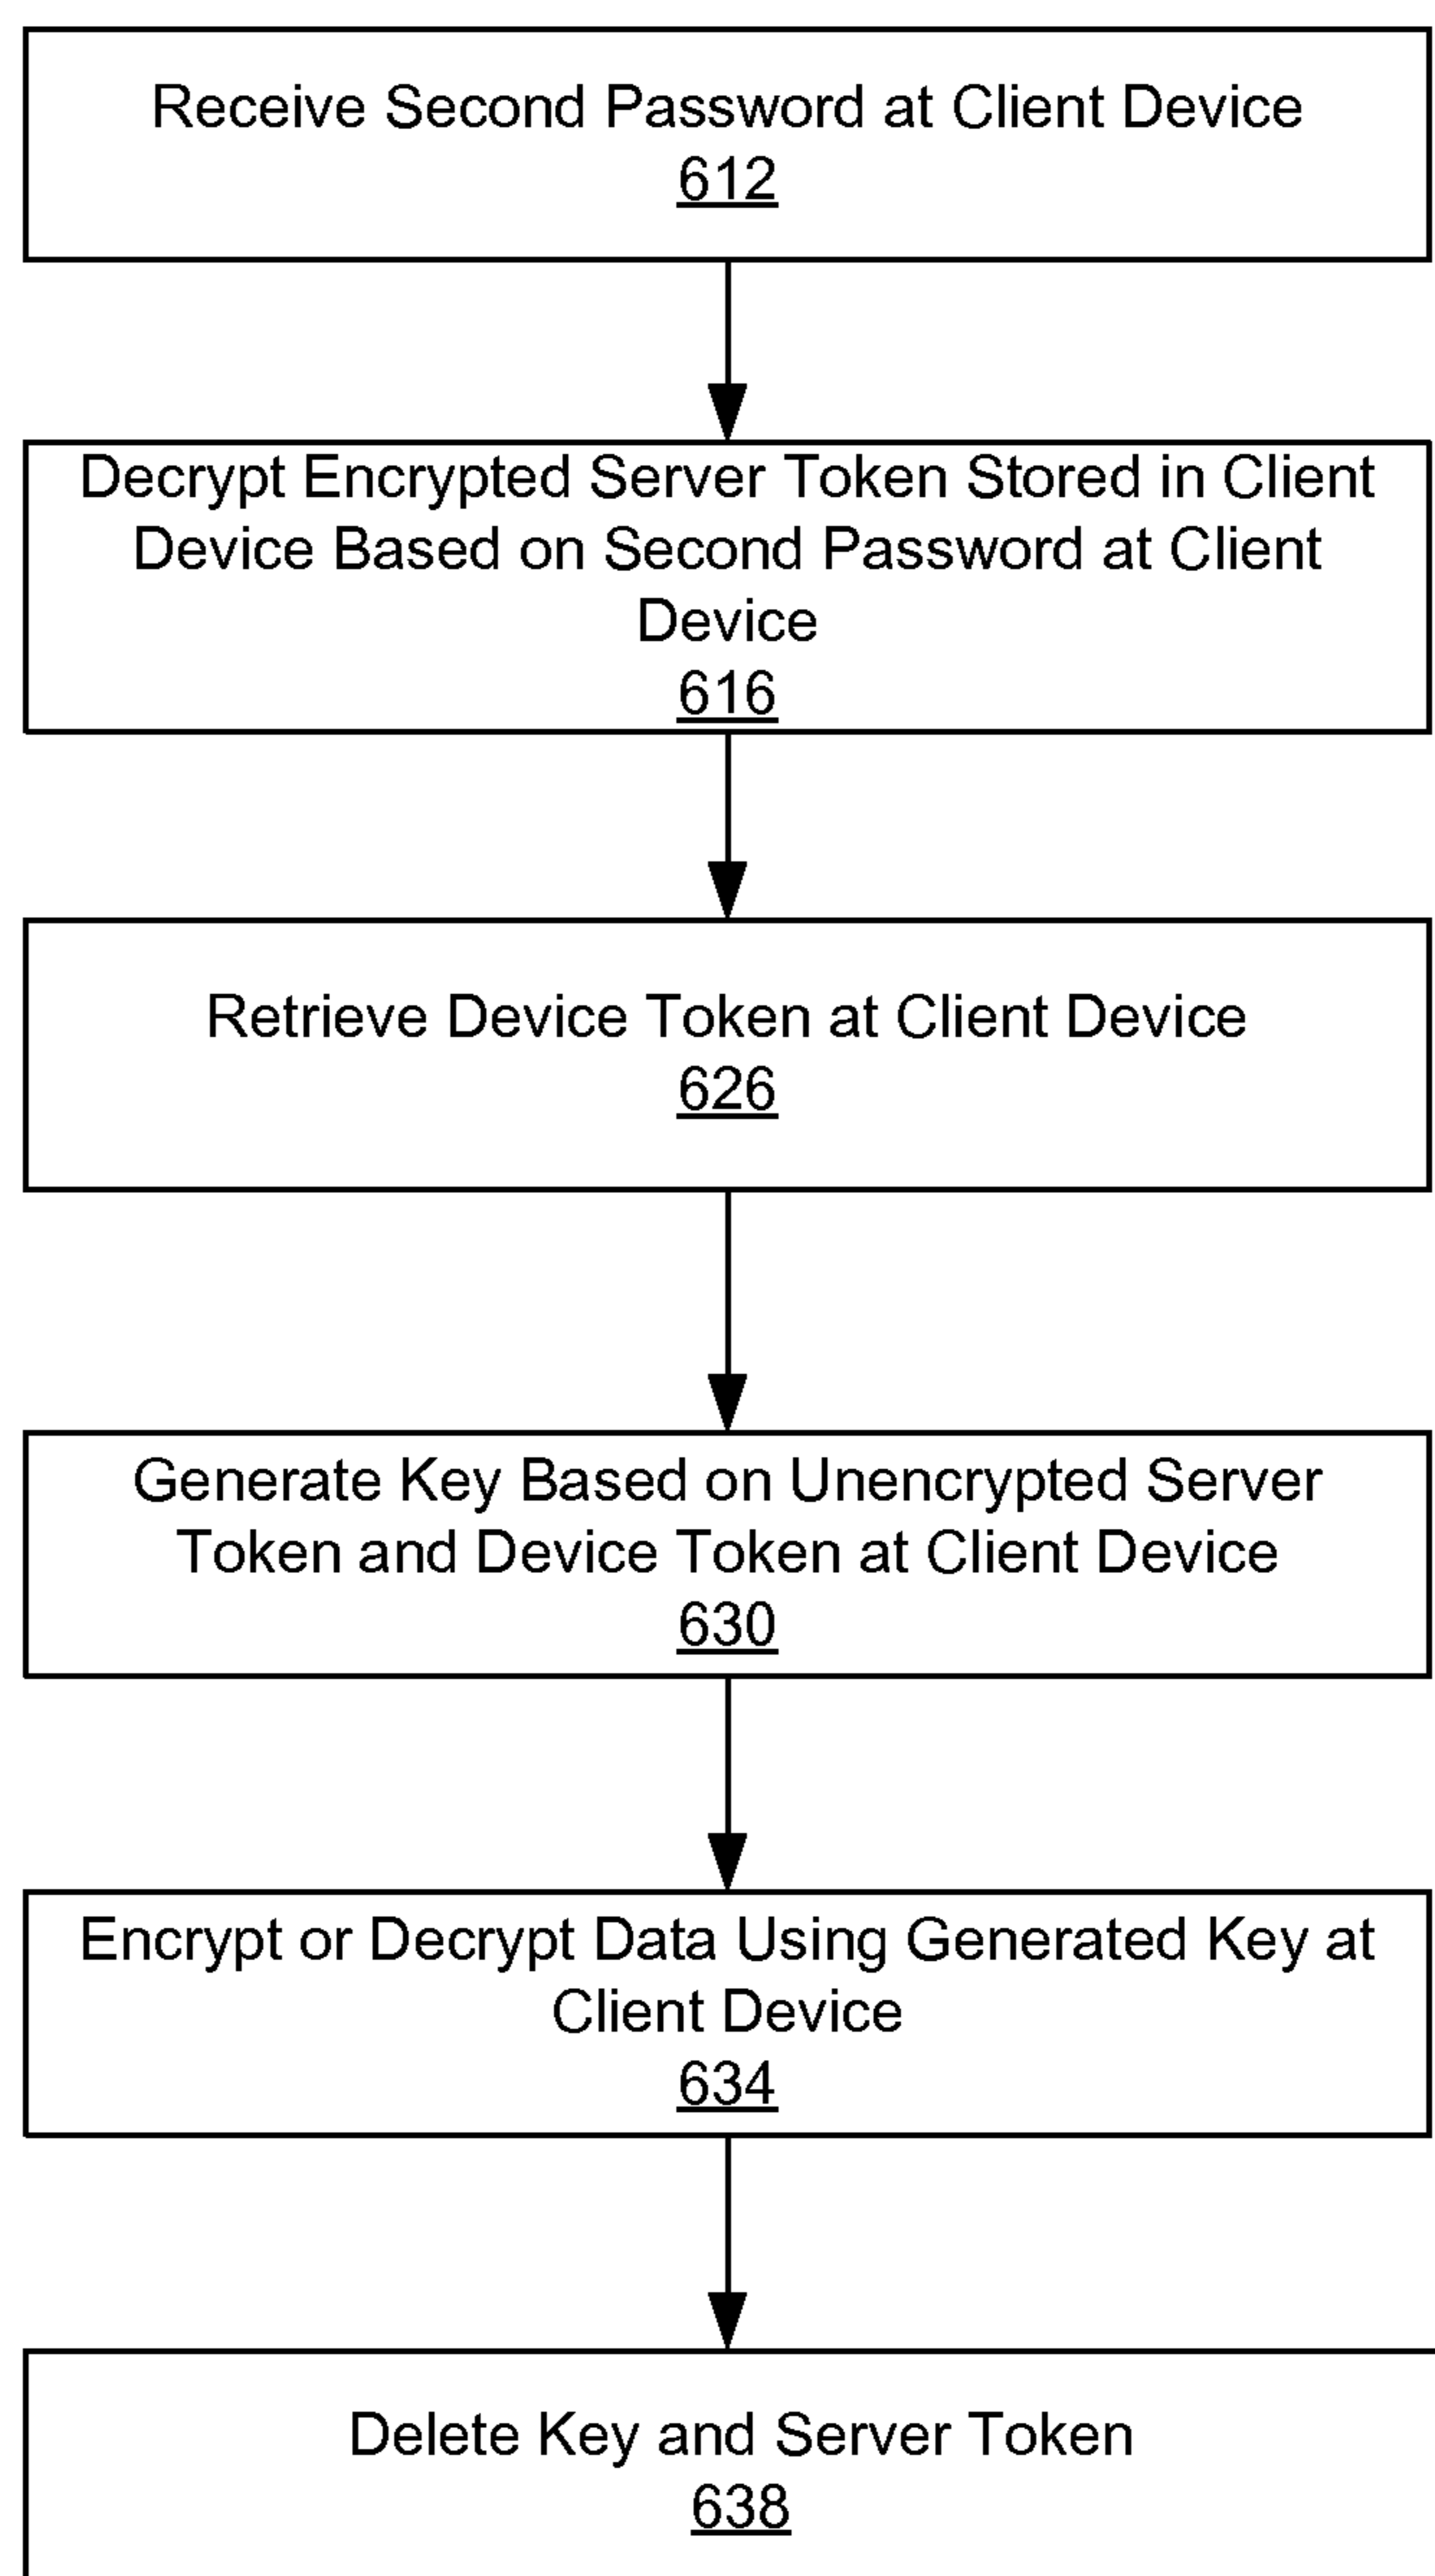 Receive Second Password at Client Device
612
Decrypt Encrypted Server Token Stored in Client
Device Based on Second Password at Client
Device
616
Retrieve Device Token at Client Device
626
Generate Key Based on Unencrypted Server
Token and Device Token at Client Device
630
Encrypt or Decrypt Data Using Generated Key at
Client Device
634
Delete Key and Server Token
638